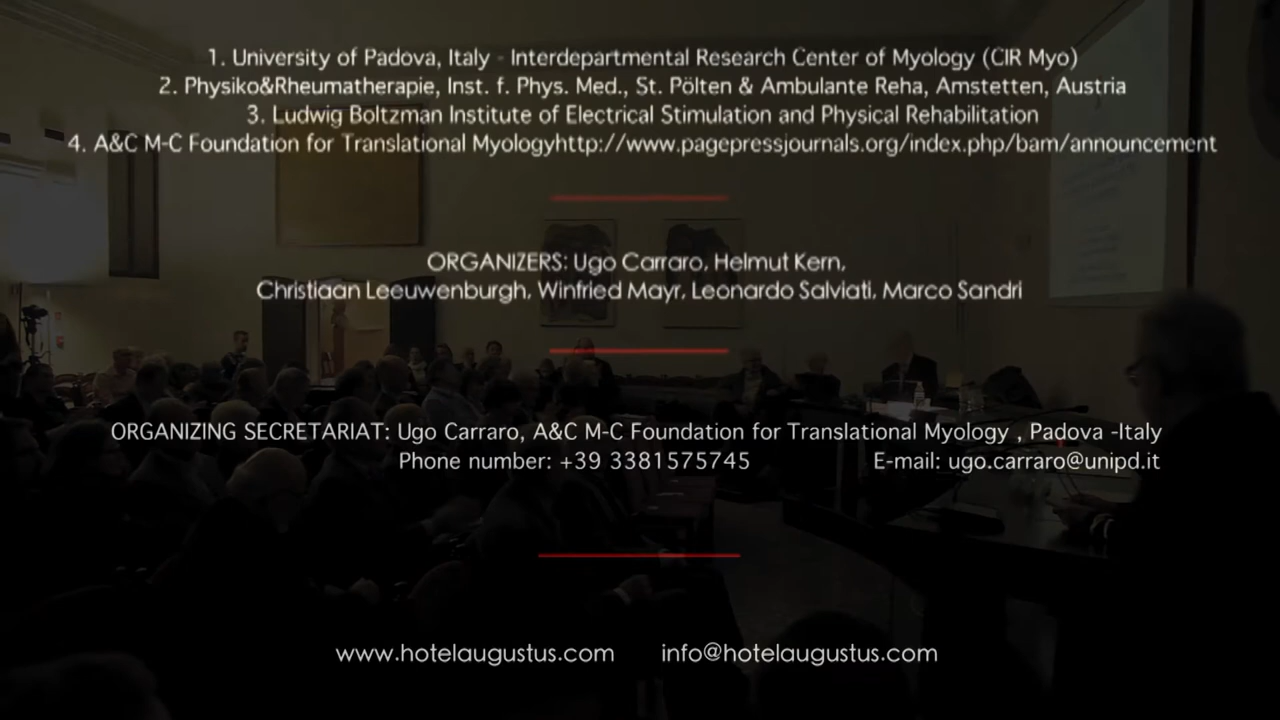 1. University of Padova, Italy - Interdepartmental Research Center of Myology (CIR Myo)
2. Physiko&Rheumatherapie, Inst. f. Phys. Med., St. Pölten & Ambulante Reha, Amstetten, Austria
3. Ludwig Boltzman Institute of Electrical Stimulation and Physical Rehabilitation
4. A&C M-C Foundation for Translational Myologyhttp://www.pagepressjournals.org/index.php/bam/announcement
ORGANIZERS: Ugo Carraro, Helmut Kern,
Christiaan Leeuwenburgh, Winfried Mayr, Leonardo Salviati, Marco Sandri
ORGANIZING SECRETARIAT: Ugo Carraro, A&C M-C Foundation for Translational Myology , Padova -Italy
Phone number: +39 3381575745 E-mail: ugo.carraro@unipd.it
www.hotelaugustus.com info@hotelaugustus.com